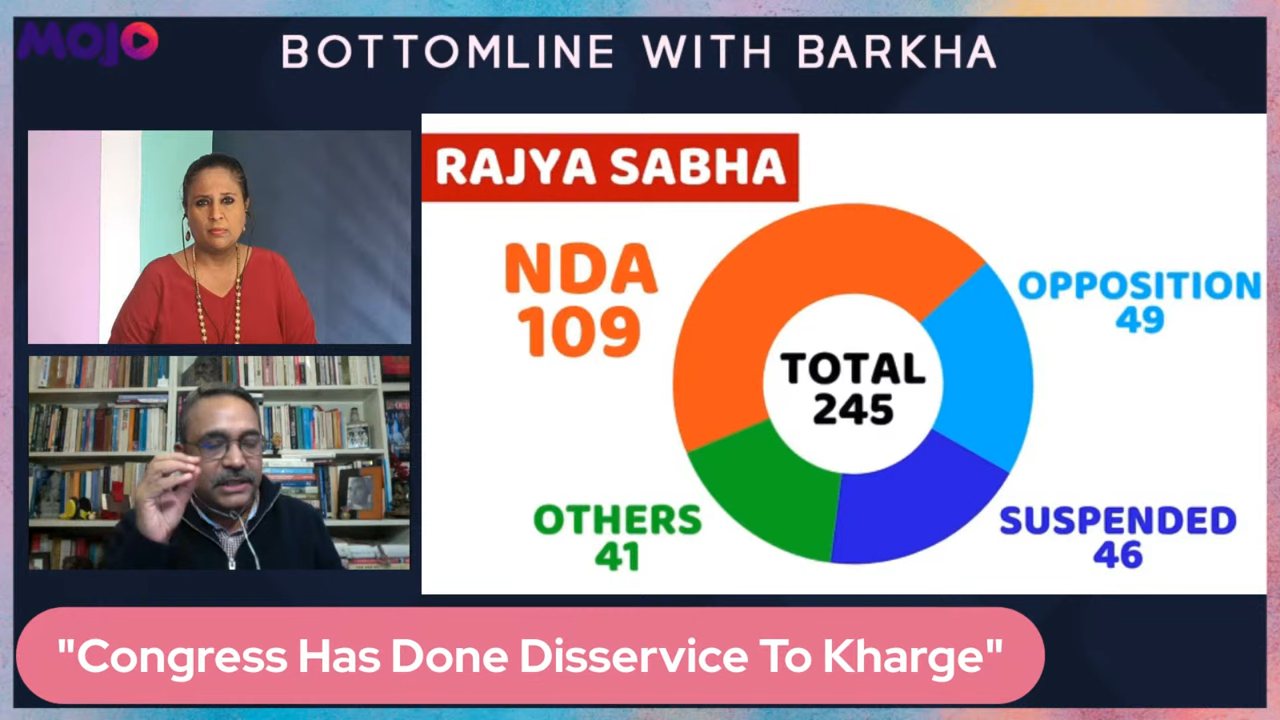 MOJO
BOTTOMLINE WITH BARKHA
RAJYA SABHA
NDA
109
OPPOSITION
49
TOTAL
245
OTHERS
41
SUSPENDED
46
"Congress Has Done Disservice To Kharge"